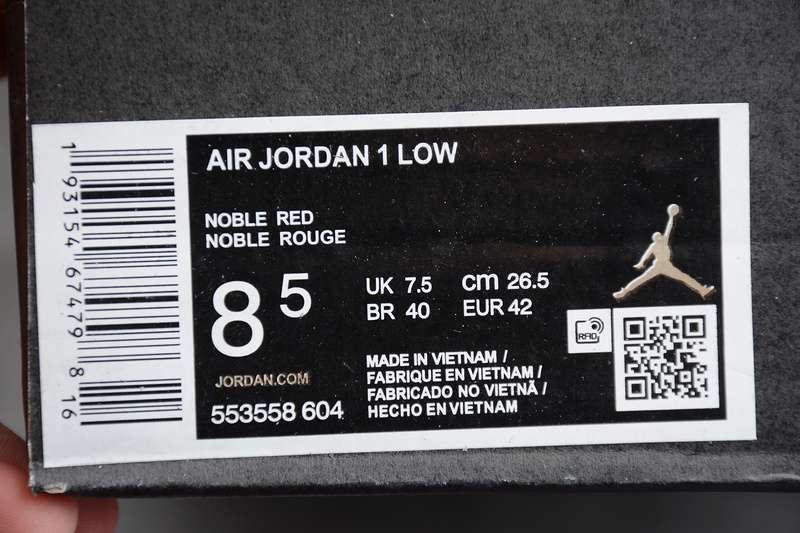 AIR JORDAN 1 LOW
NOBLE RED
NOBLE ROUGE
8 5
UK 7.5 cm 26.5
BR 40 EUR 42
RFID
JORDAN.COM
553558 604
MADE IN VIETNAM /
FABRIQUE EN VIETNAM /
FABRICADO NO VIETNÃ /
HECHO EN VIETNAM
1 93154 67479 8 16